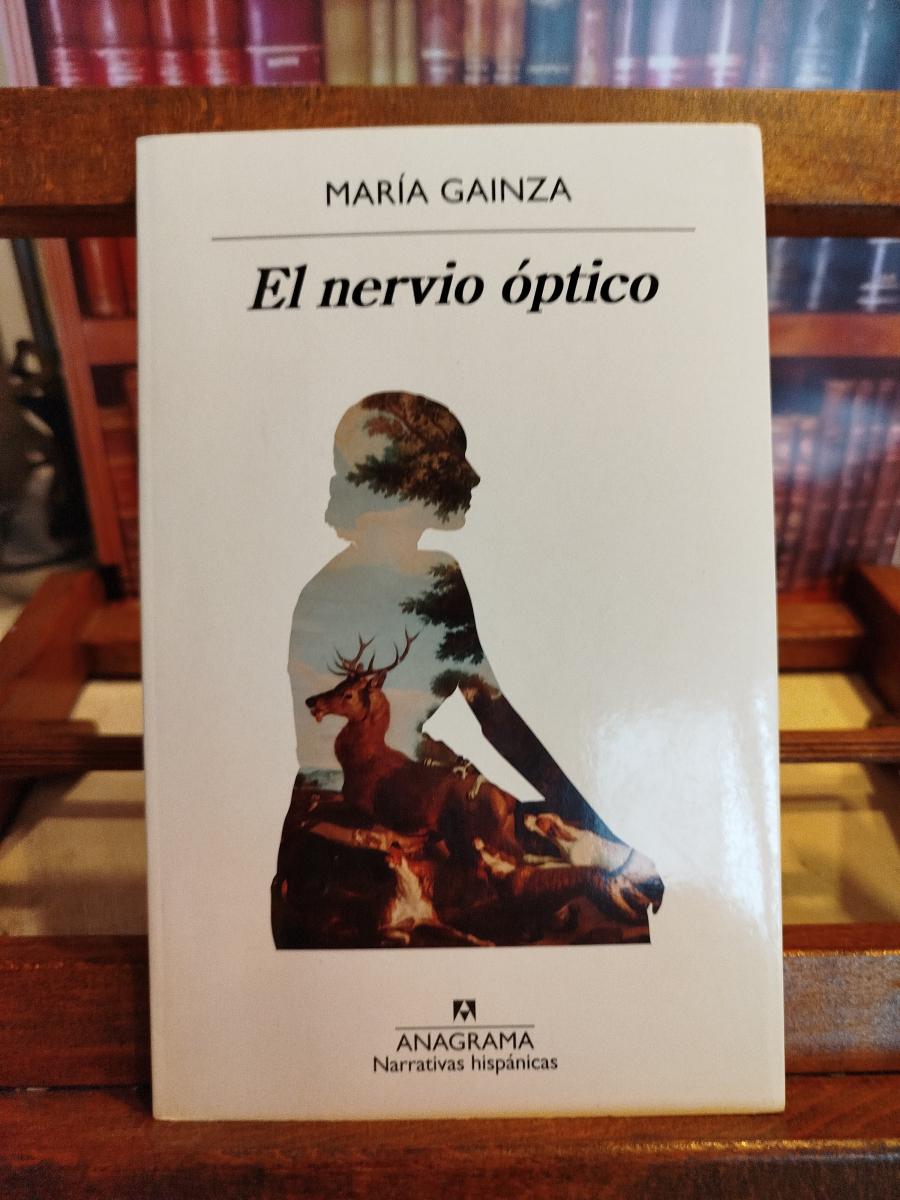 MARÍA GAINZA
El nervio óptico
ANAGRAMA
Narrativas hispánicas